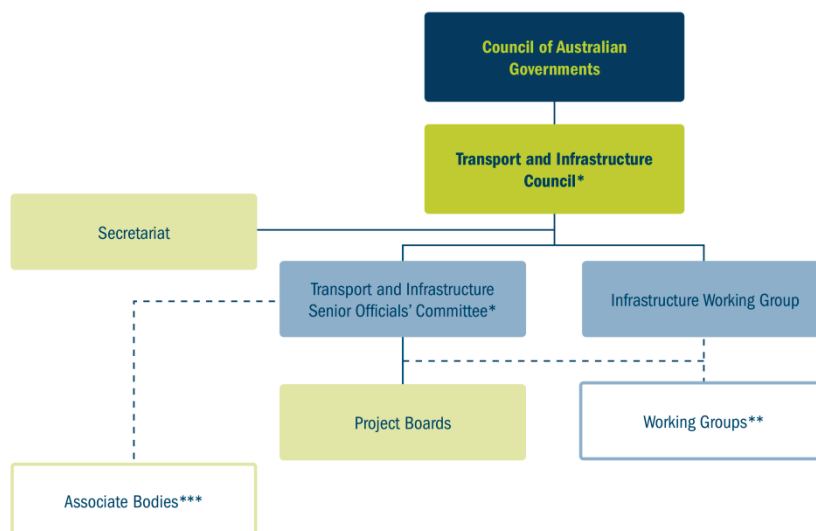 Council of Australian
Governments
Transport and Infrastructure
Council*
Secretariat
Transport and Infrastructure
Senior Officials’ Committee*
Infrastructure Working Group
Project Boards
Working Groups**
Associate Bodies***